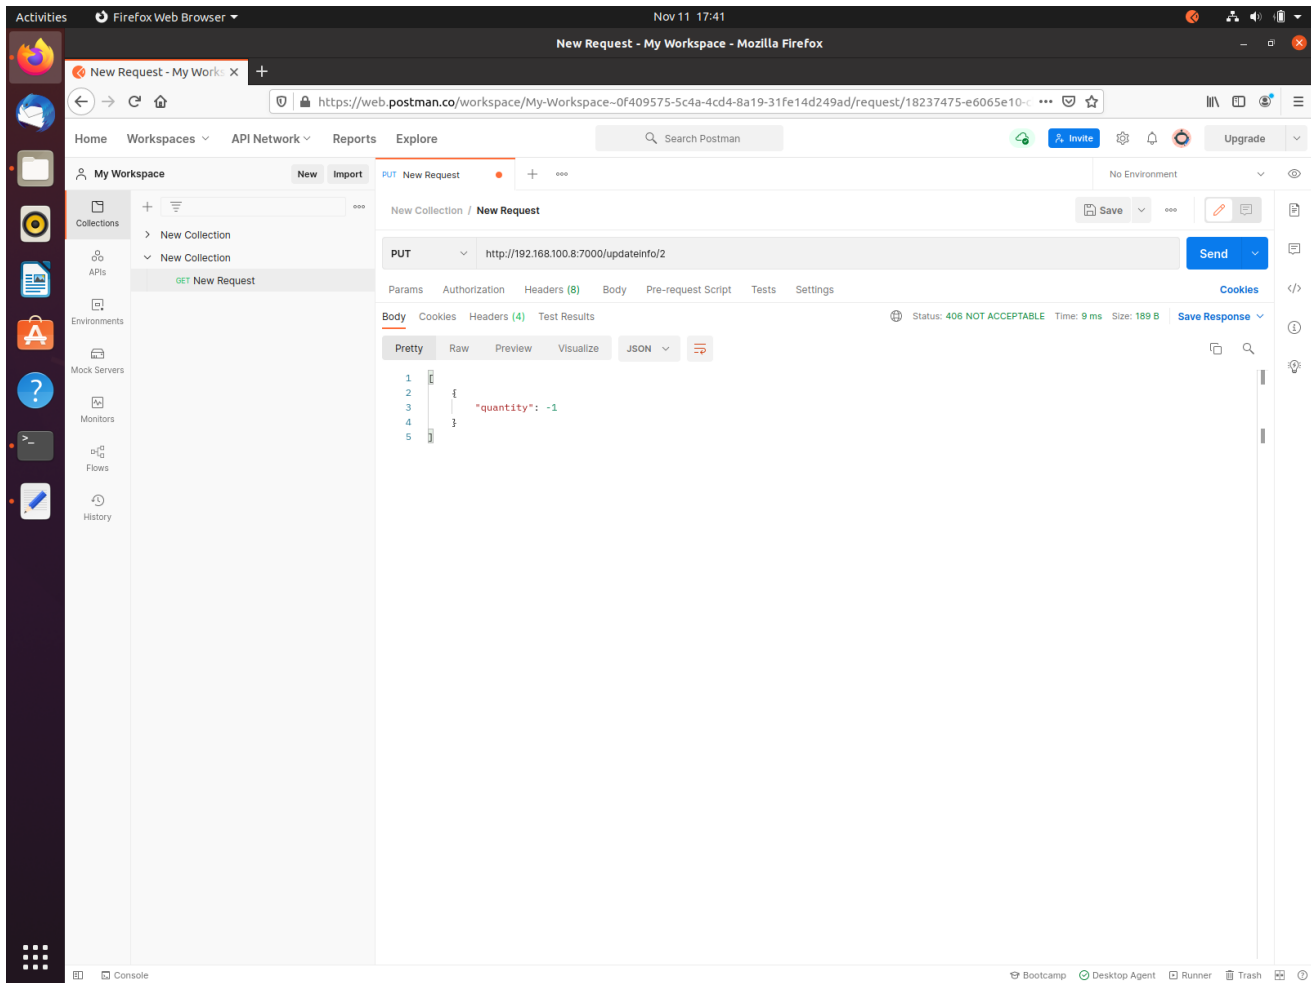 Activities Firefox Web Browser Nov 11 17:41
New Request - My Workspace - Mozilla Firefox
New Request - My Works
https://web.postman.co/workspace/My-Workspace~0f409575-5c4a-4cd4-8a19-31fe14d249ad/request/18237475-e6065e10-c
Home Workspaces API Network Reports Explore Search Postman Invite Upgrade
My Workspace New Import PUT New Request No Environment
Collections
New Collection / New Request Save
New Collection
New Collection
GET New Request
APIs
Environments
Mock Servers
Monitors
Flows
History
PUT http://192.168.100.8:7000/updateinfo/2 Send
Params Authorization Headers (8) Body Pre-request Script Tests Settings Cookies
Body Cookies Headers (4) Test Results Status: 406 NOT ACCEPTABLE Time: 9 ms Size: 189 B Save Response
Pretty Raw Preview Visualize JSON
1 [
2 {
3 "quantity": -1
4 }
5 ]
Console Bootcamp Desktop Agent Runner Trash